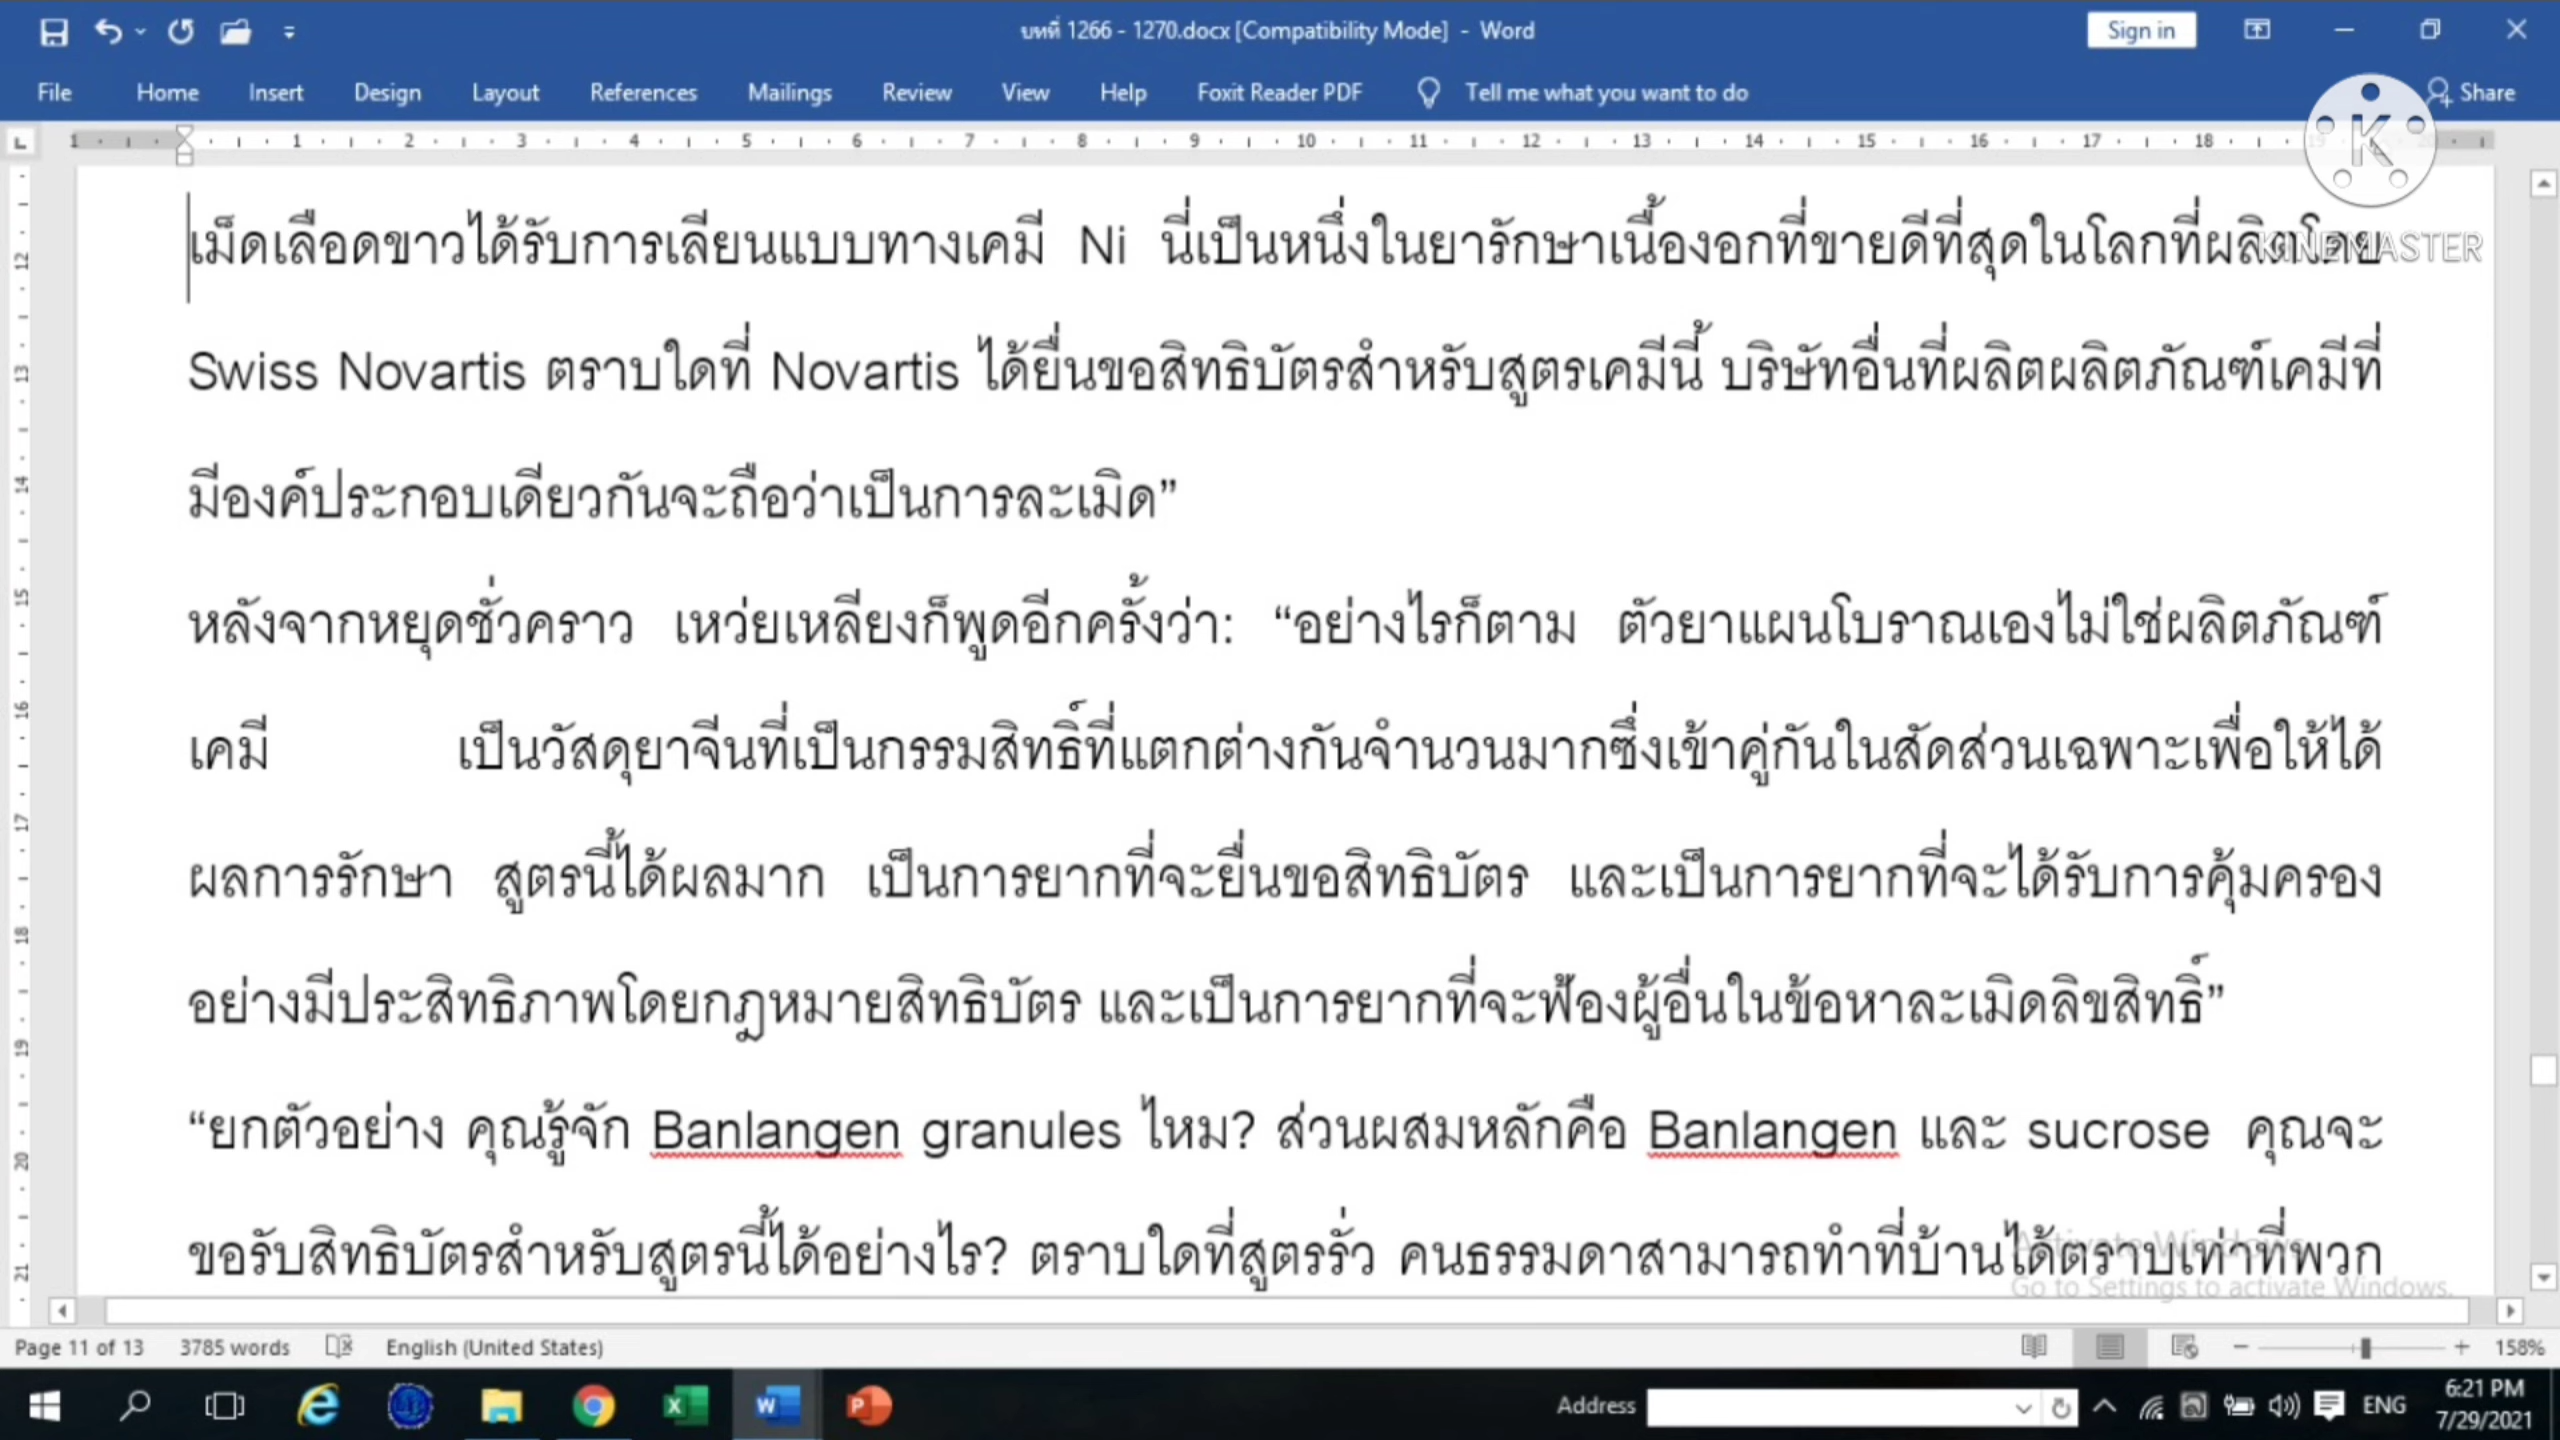 บทที่ 1266 - 1270.docx [Compatibility Mode] - Word
Sign in
File Home Insert Design Layout References Mailings Review View Help Foxit Reader PDF Tell me what you want to do Share
1 1 2 3 4 5 6 7 8 9 10 11 12 13 14 15 16 17 18
K
KINEMASTER
เม็ดเลือดขาวได้รับการเลียนแบบทางเคมี Ni นี่เป็นหนึ่งในยารักษาเนื้องอกที่ขายดีที่สุดในโลกที่ผลิตโดย
Swiss Novartis ตราบใดที่ Novartis ได้ยื่นขอสิทธิบัตรสำหรับสูตรเคมีนี้ บริษัทอื่นที่ผลิตผลิตภัณฑ์เคมีที่
มีองค์ประกอบเดียวกันจะถือว่าเป็นการละเมิด”
หลังจากหยุดชั่วคราว เหว่ยเหลียงก็พูดอีกครั้งว่า: “อย่างไรก็ตาม ตัวยาแผนโบราณเองไม่ใช่ผลิตภัณฑ์
เคมี เป็นวัสดุยาจีนที่เป็นกรรมสิทธิ์ที่แตกต่างกันจำนวนมากซึ่งเข้าคู่กันในสัดส่วนเฉพาะเพื่อให้ได้
ผลการรักษา สูตรนี้ได้ผลมาก เป็นการยากที่จะยื่นขอสิทธิบัตร และเป็นการยากที่จะได้รับการคุ้มครอง
อย่างมีประสิทธิภาพโดยกฎหมายสิทธิบัตร และเป็นการยากที่จะฟ้องผู้อื่นในข้อหาละเมิดลิขสิทธิ์”
“ยกตัวอย่าง คุณรู้จัก Banlangen granules ไหม? ส่วนผสมหลักคือ Banlangen และ sucrose คุณจะ
ขอรับสิทธิบัตรสำหรับสูตรนี้ได้อย่างไร? ตราบใดที่สูตรรั่ว คนธรรมดาสามารถทำที่บ้านได้ตราบเท่าที่พวก
Activate Windows
Go to Settings to activate Windows.
12
13
14
15
16
17
18
19
20
21
Page 11 of 13 3785 words English (United States) 158%
Address ENG 6:21 PM
7/29/2021